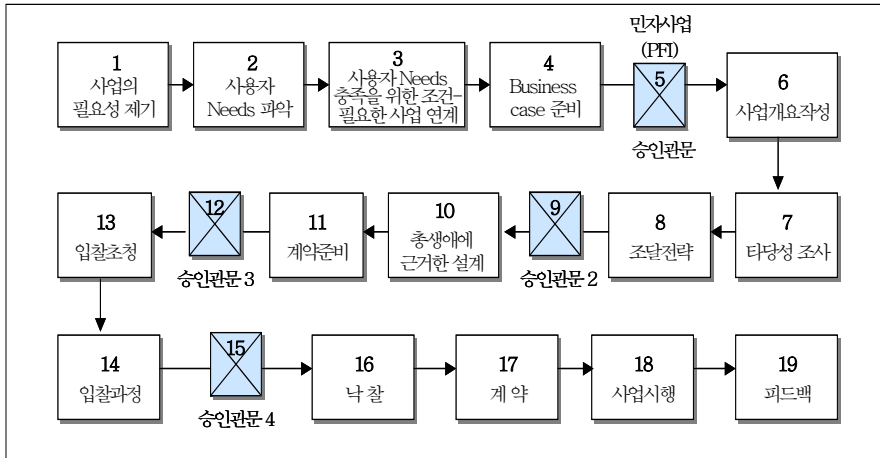 1
사업의
필요성 제기
2
사용자
Needs 파악
3
사용자 Needs
충족을 위한 조건-
필요한 사업 연계
4
Business
case 준비
민자사업
(PFI)
5
승인관문
6
사업개요작성
7
타당성 조사
8
조달전략
9
승인관문 2
10
총생애에
근거한 설계
11
계약준비
12
승인관문 3
13
입찰초청
14
입찰과정
15
승인관문 4
16
낙 찰
17
계 약
18
사업시행
19
피드백